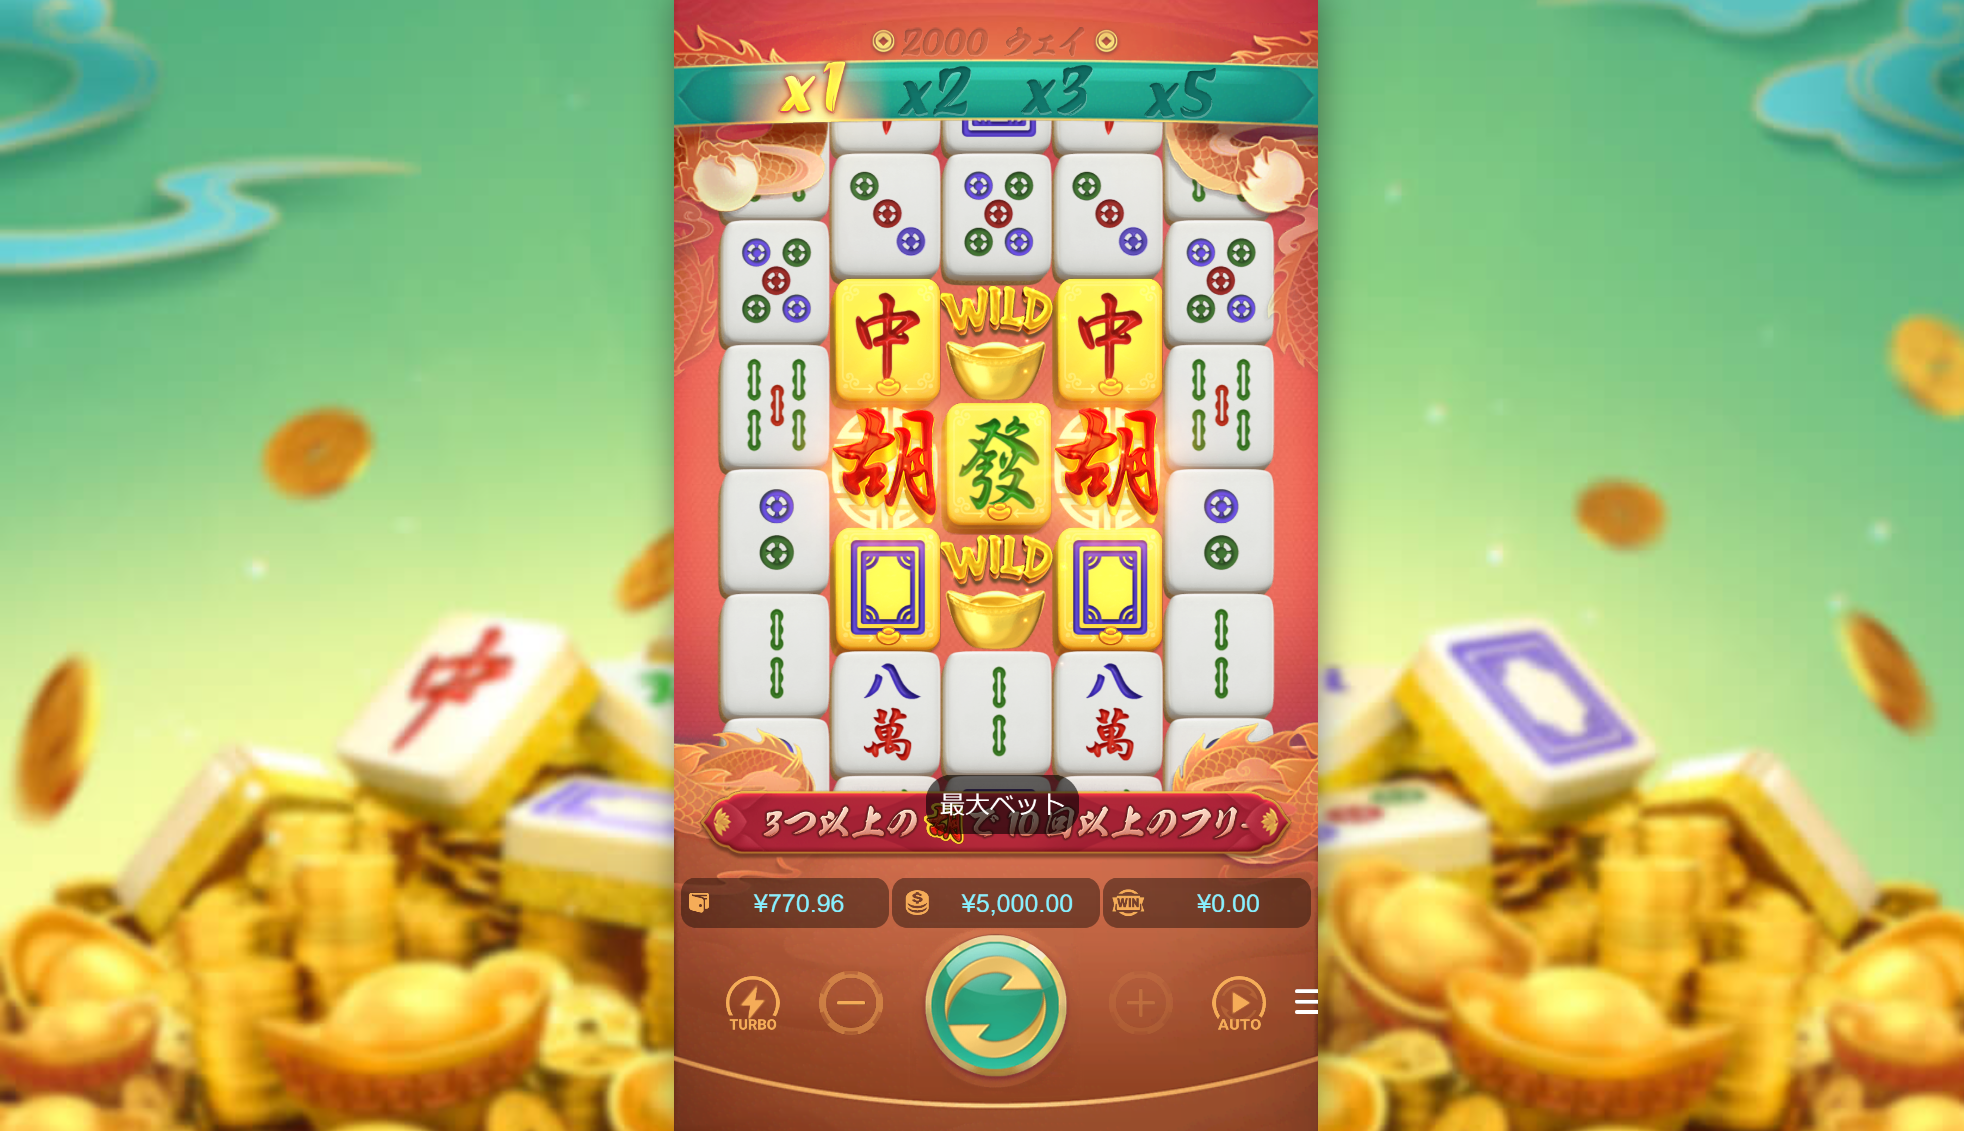 2000 ウェイ
x1 x2 x3 x5
中 WILD 中
胡 發 胡
WILD
八 八
萬 萬
最大ベット
3つ以上の 胡 で 10回以上のフリ
¥770.96 ¥5,000.00 WIN ¥0.00
TURBO AUTO
中